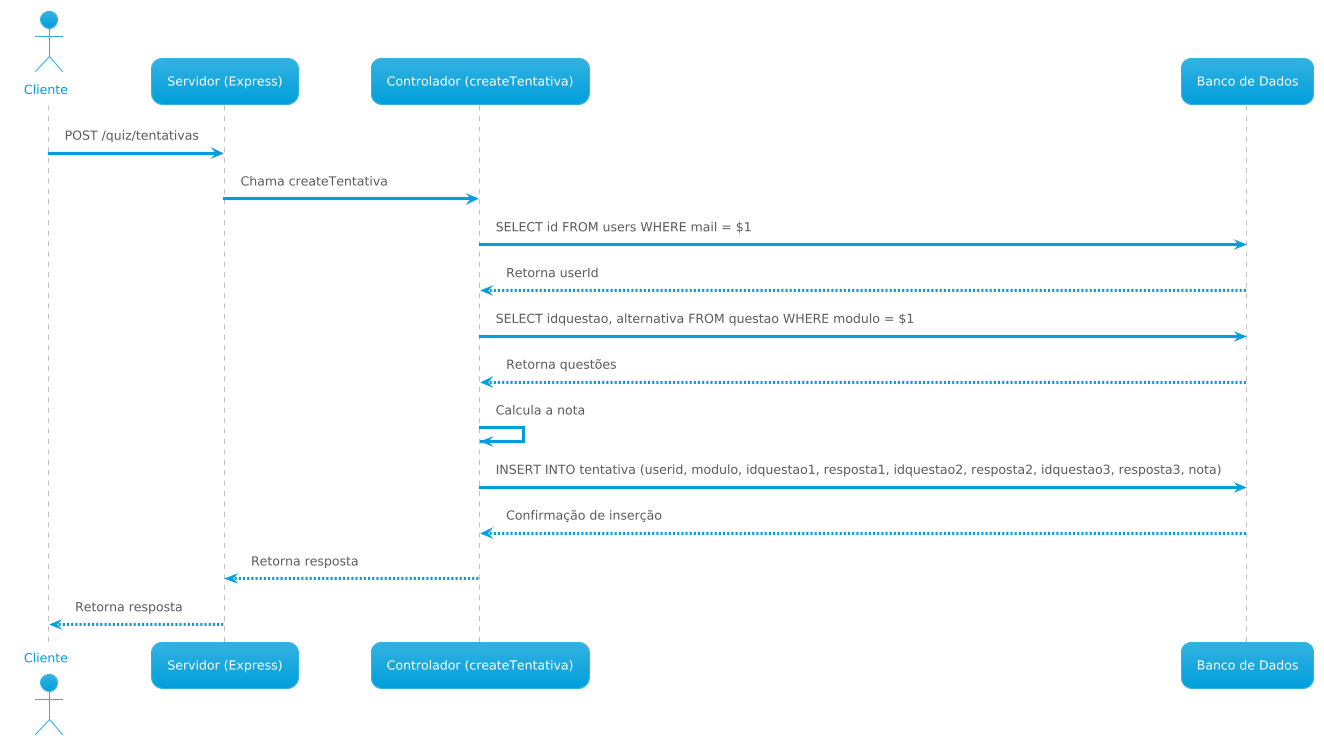 Cliente
Servidor (Express)
Controlador (createTentativa)
Banco de Dados
POST /quiz/tentativas
Chama createTentativa
SELECT id FROM users WHERE mail = $1
Retorna userId
SELECT idquestao, alternativa FROM questao WHERE modulo = $1
Retorna questões
Calcula a nota
INSERT INTO tentativa (userid, modulo, idquestao1, resposta1, idquestao2, resposta2, idquestao3, resposta3, nota)
Confirmação de inserção
Retorna resposta
Retorna resposta
Cliente
Servidor (Express)
Controlador (createTentativa)
Banco de Dados